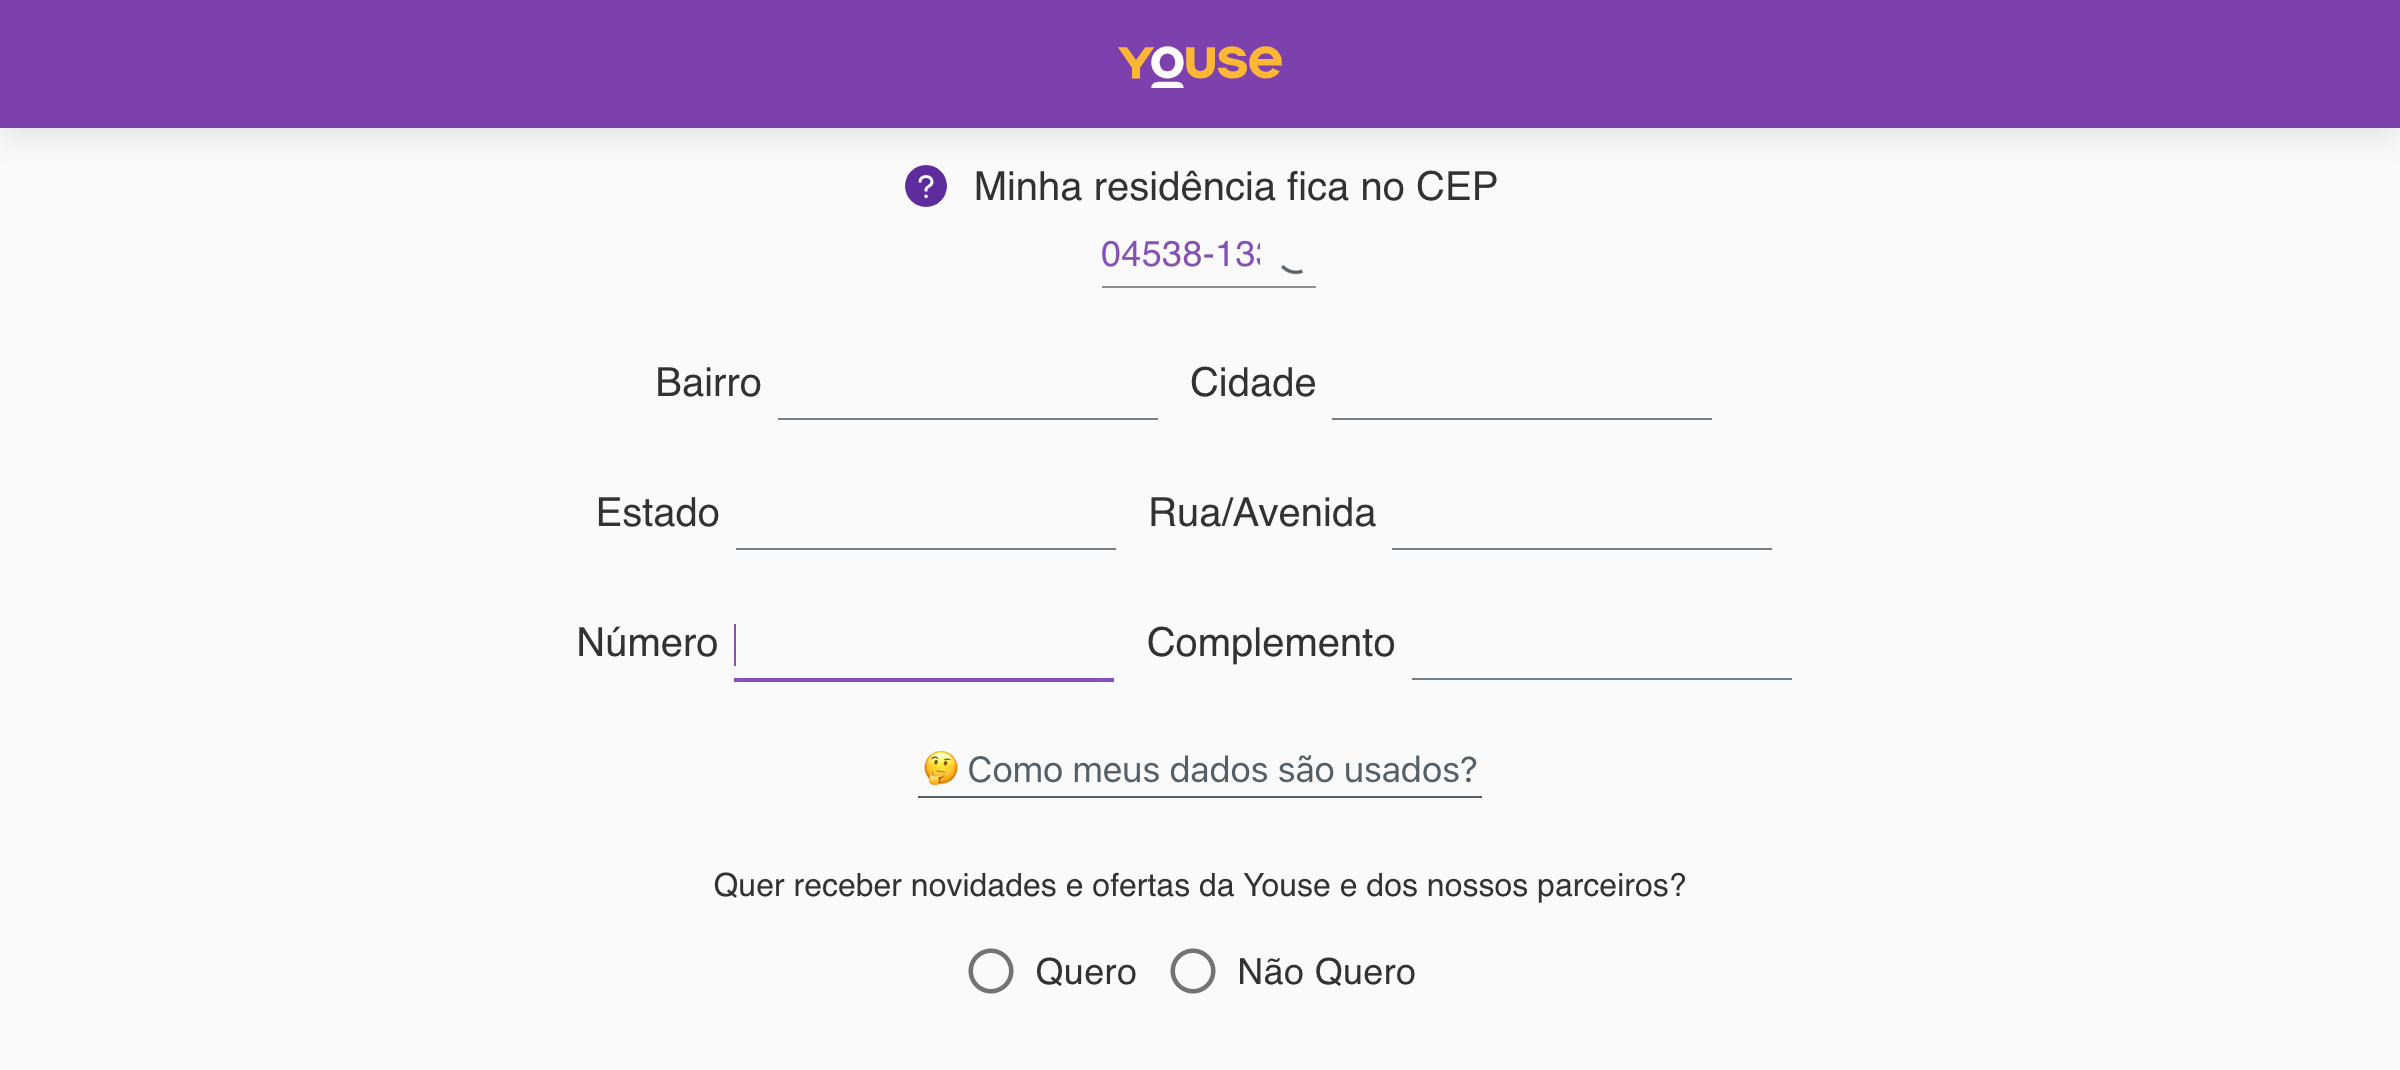 youse
? Minha residência fica no CEP
04538-13
Bairro Cidade
Estado Rua/Avenida
Número Complemento
🤔 Como meus dados são usados?
Quer receber novidades e ofertas da Youse e dos nossos parceiros?
Quero Não Quero